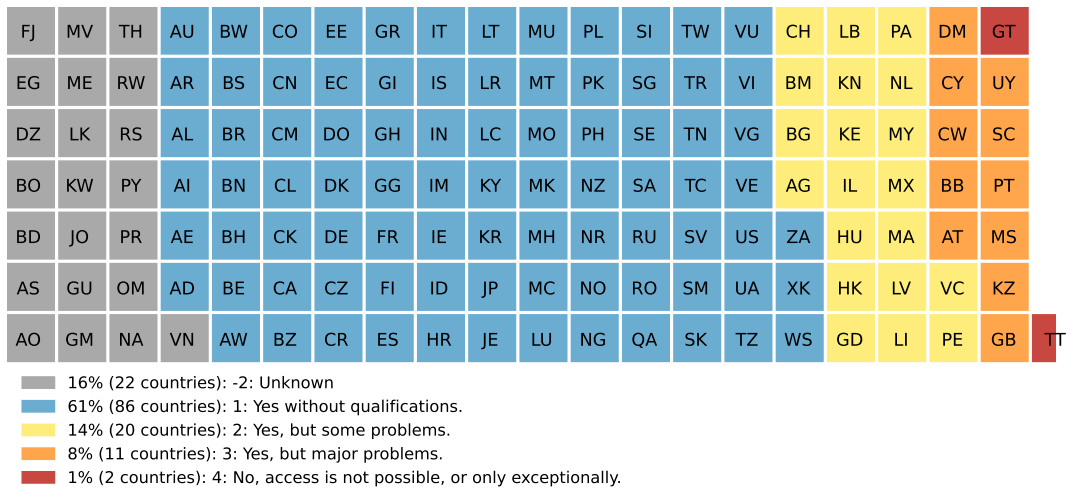 FJ MV TH AU BW CO EE GR IT LT MU PL SI TW VU CH LB PA DM GT
EG ME RW AR BS CN EC GI IS LR MT PK SG TR VI BM KN NL CY UY
DZ LK RS AL BR CM DO GH IN LC MO PH SE TN VG BG KE MY CW SC
BO KW PY AI BN CL DK GG IM KY MK NZ SA TC VE AG IL MX BB PT
BD JO PR AE BH CK DE FR IE KR MH NR RU SV US ZA HU MA AT MS
AS GU OM AD BE CA CZ FI ID JP MC NO RO SM UA XK HK LV VC KZ
AO GM NA VN AW BZ CR ES HR JE LU NG QA SK TZ WS GD LI PE GB TT
16% (22 countries): -2: Unknown
61% (86 countries): 1: Yes without qualifications.
14% (20 countries): 2: Yes, but some problems.
8% (11 countries): 3: Yes, but major problems.
1% (2 countries): 4: No, access is not possible, or only exceptionally.